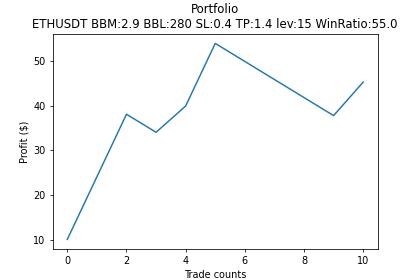 Portfolio
ETHUSDT BBM:2.9 BBL:280 SL:0.4 TP:1.4 lev:15 WinRatio:55.0
50
40
30
20
10
Profit ($)
0 2 4 6 8 10
Trade counts